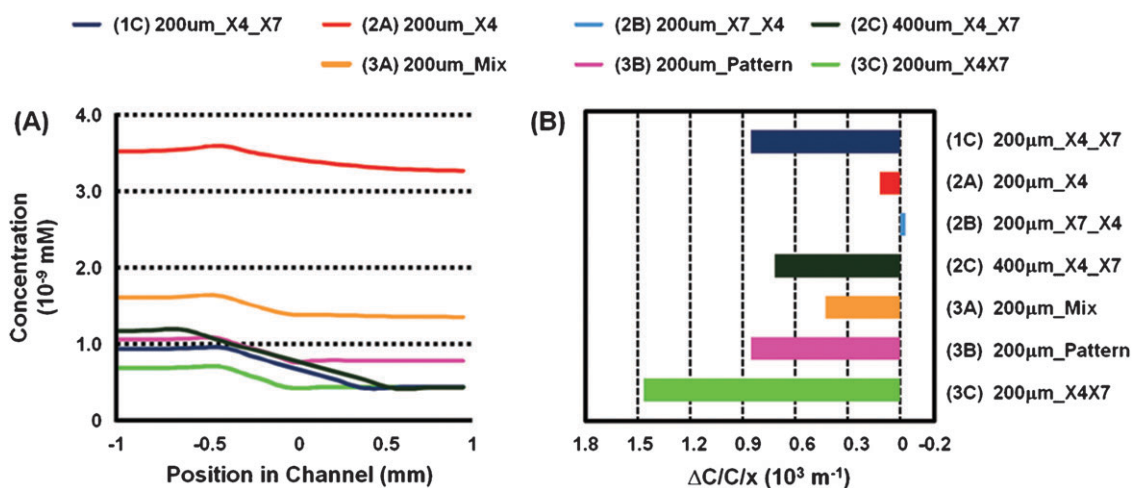 (1C) 200um_X4_X7 (2A) 200um_X4 (2B) 200um_X7_X4 (2C) 400um_X4_X7
(3A) 200um_Mix (3B) 200um_Pattern (3C) 200um_X4X7
(A)
Concentration
(10⁻⁹ mM)
4.0
3.0
2.0
1.0
0
-1 -0.5 0 0.5 1
Position in Channel (mm)
(B)
(1C) 200μm_X4_X7
(2A) 200μm_X4
(2B) 200μm_X7_X4
(2C) 400μm_X4_X7
(3A) 200μm_Mix
(3B) 200μm_Pattern
(3C) 200μm_X4X7
1.8 1.5 1.2 0.9 0.6 0.3 0 -0.2
ΔC/C/x (10³ m⁻¹)